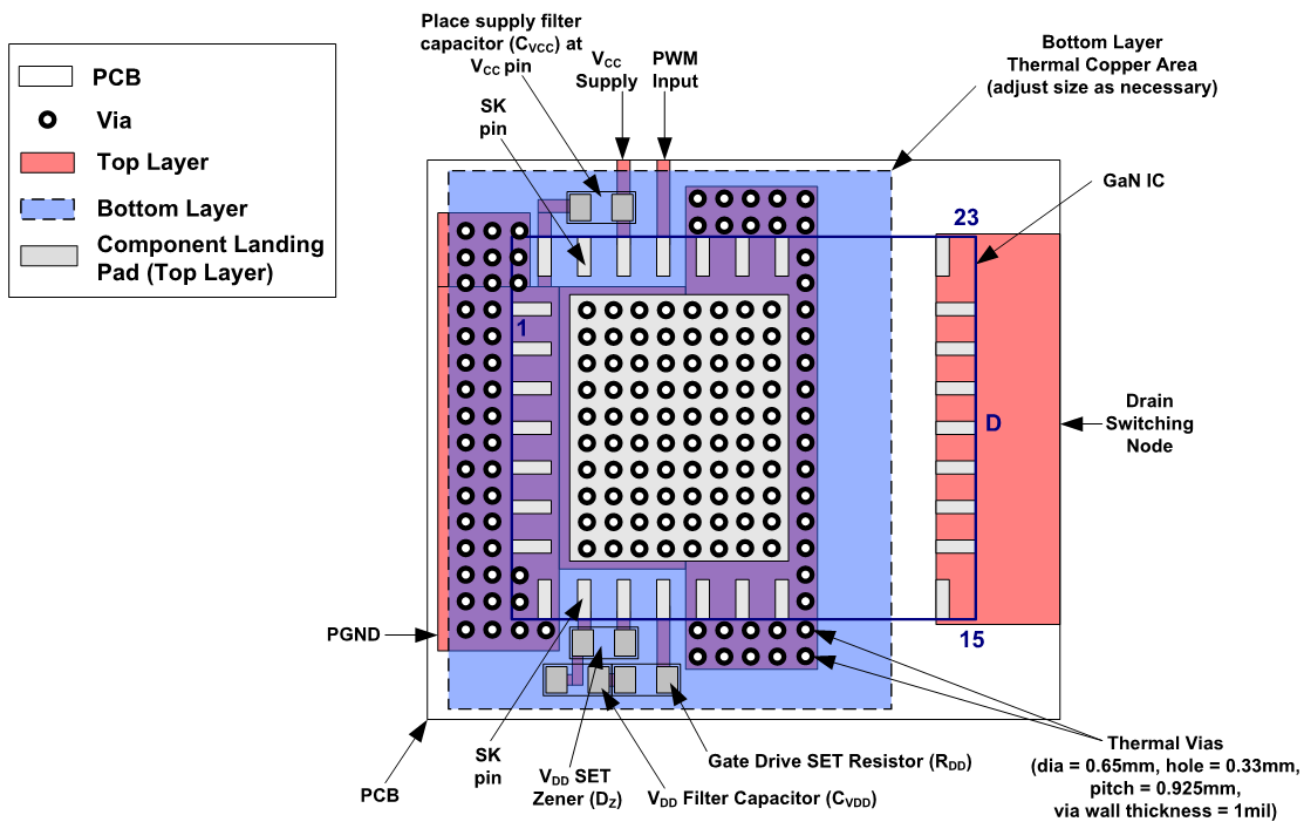 PCB
Via
Top Layer
Bottom Layer
Component Landing
Pad (Top Layer)
Place supply filter
capacitor (CVCC) at
VCC pin
SK
pin
VCC
Supply
PWM
Input
Bottom Layer
Thermal Copper Area
(adjust size as necessary)
GaN IC
23
1
D
Drain
Switching
Node
15
PGND
PCB
SK
pin
VDD SET
Zener (DZ)
VDD Filter Capacitor (CVDD)
Gate Drive SET Resistor (RDD)
Thermal Vias
(dia = 0.65mm, hole = 0.33mm,
pitch = 0.925mm,
via wall thickness = 1mil)